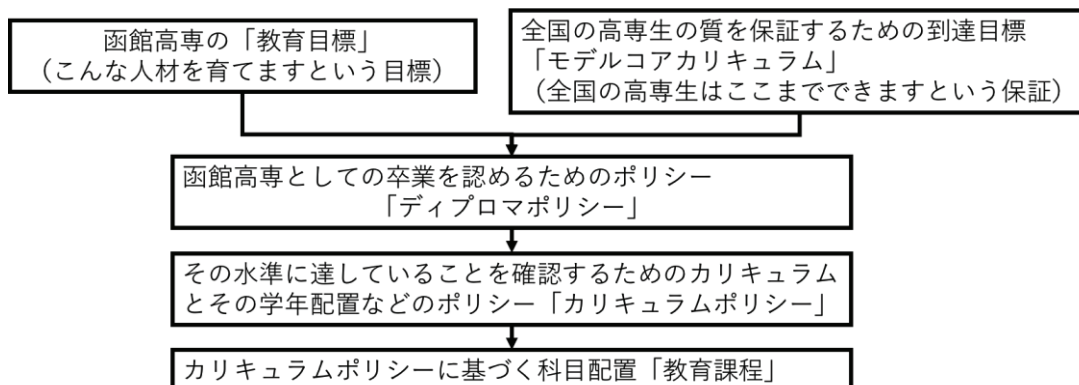 函館高専の「教育目標」
（こんな人材を育てますという目標）
全国の高専生の質を保証するための到達目標
「モデルコアカリキュラム」
（全国の高専生はここまでできますという保証）
函館高専としての卒業を認めるためのポリシー
「ディプロマポリシー」
その水準に達していることを確認するためのカリキュラム
とその学年配置などのポリシー「カリキュラムポリシー」
カリキュラムポリシーに基づく科目配置「教育課程」